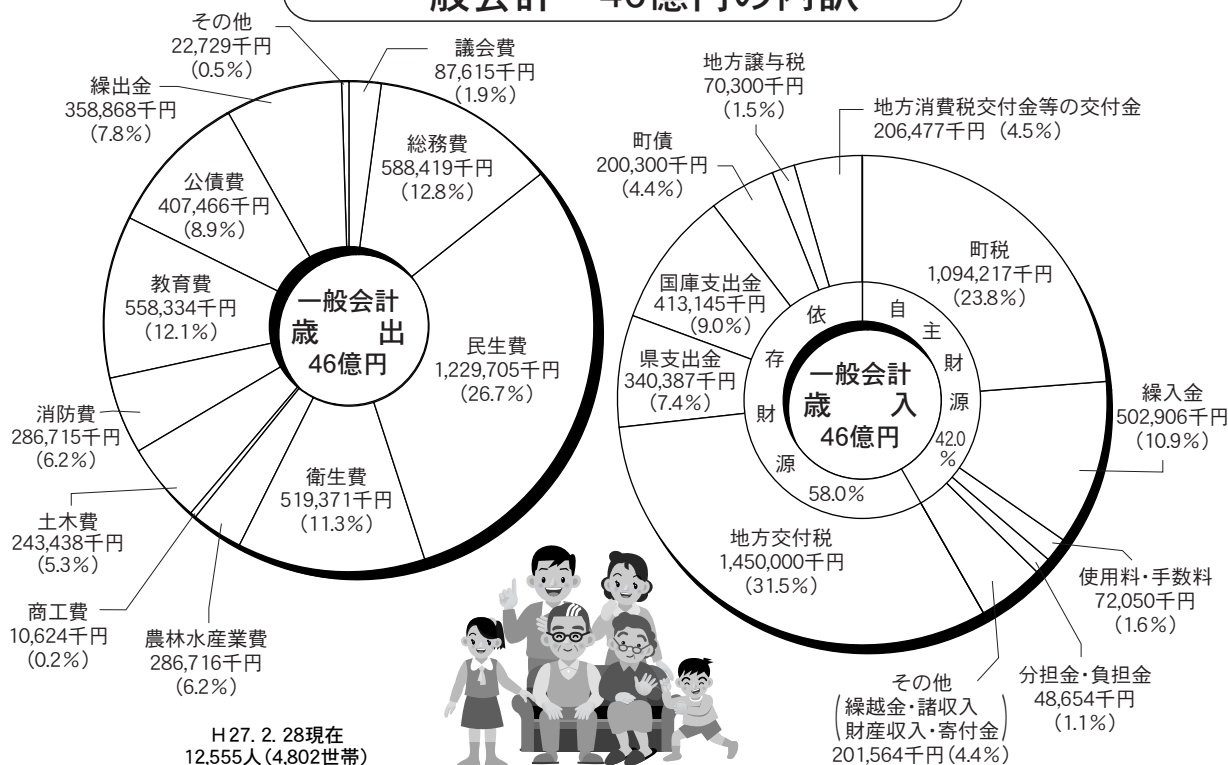 一般会計 46億円の内訳
その他
22,729千円
(0.5%)
議会費
87,615千円
(1.9%)
繰出金
358,868千円
(7.8%)
総務費
588,419千円
(12.8%)
公債費
407,466千円
(8.9%)
教育費
558,334千円
(12.1%)
一般会計
歳 出
46億円
民生費
1,229,705千円
(26.7%)
消防費
286,715千円
(6.2%)
衛生費
519,371千円
(11.3%)
土木費
243,438千円
(5.3%)
商工費
10,624千円
(0.2%)
農林水産業費
286,716千円
(6.2%)
H27. 2. 28現在
12,555人(4,802世帯)
地方譲与税
70,300千円
(1.5%)
地方消費税交付金等の交付金
206,477千円 (4.5%)
町債
200,300千円
(4.4%)
町税
1,094,217千円
(23.8%)
国庫支出金
413,145千円
(9.0%)
県支出金
340,387千円
(7.4%)
依存財源
58.0%
自主財源
42.0
%
一般会計
歳 入
46億円
繰入金
502,906千円
(10.9%)
地方交付税
1,450,000千円
(31.5%)
使用料・手数料
72,050千円
(1.6%)
分担金・負担金
48,654千円
(1.1%)
その他
(繰越金・諸収入
財産収入・寄付金)
201,564千円(4.4%)